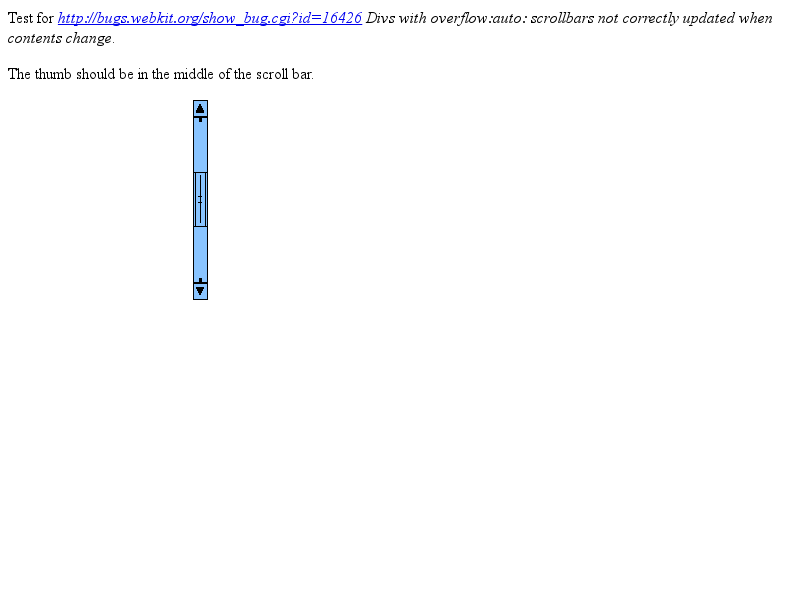 Test for http://bugs.webkit.org/show_bug.cgi?id=16426 Divs with overflow:auto: scrollbars not correctly updated when
contents change.
The thumb should be in the middle of the scroll bar.